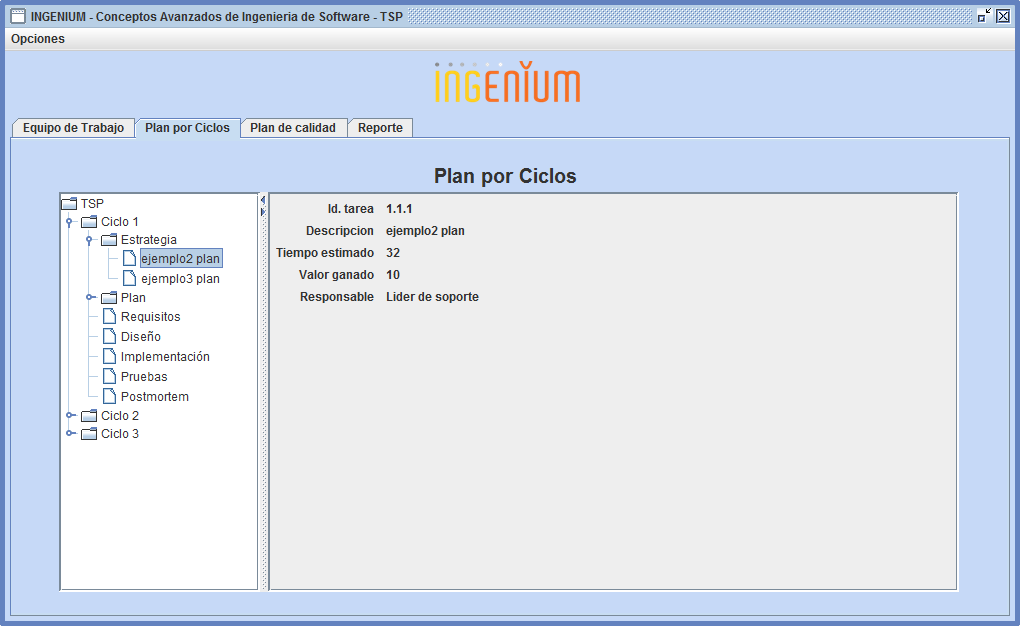 INGENIUM - Conceptos Avanzados de Ingenieria de Software - TSP
Opciones
ingenium
Equipo de Trabajo Plan por Ciclos Plan de calidad Reporte
Plan por Ciclos
TSP
Ciclo 1
Estrategia
ejemplo2 plan
ejemplo3 plan
Plan
Requisitos
Diseño
Implementación
Pruebas
Postmortem
Ciclo 2
Ciclo 3
Id. tarea 1.1.1
Descripcion ejemplo2 plan
Tiempo estimado 32
Valor ganado 10
Responsable Lider de soporte